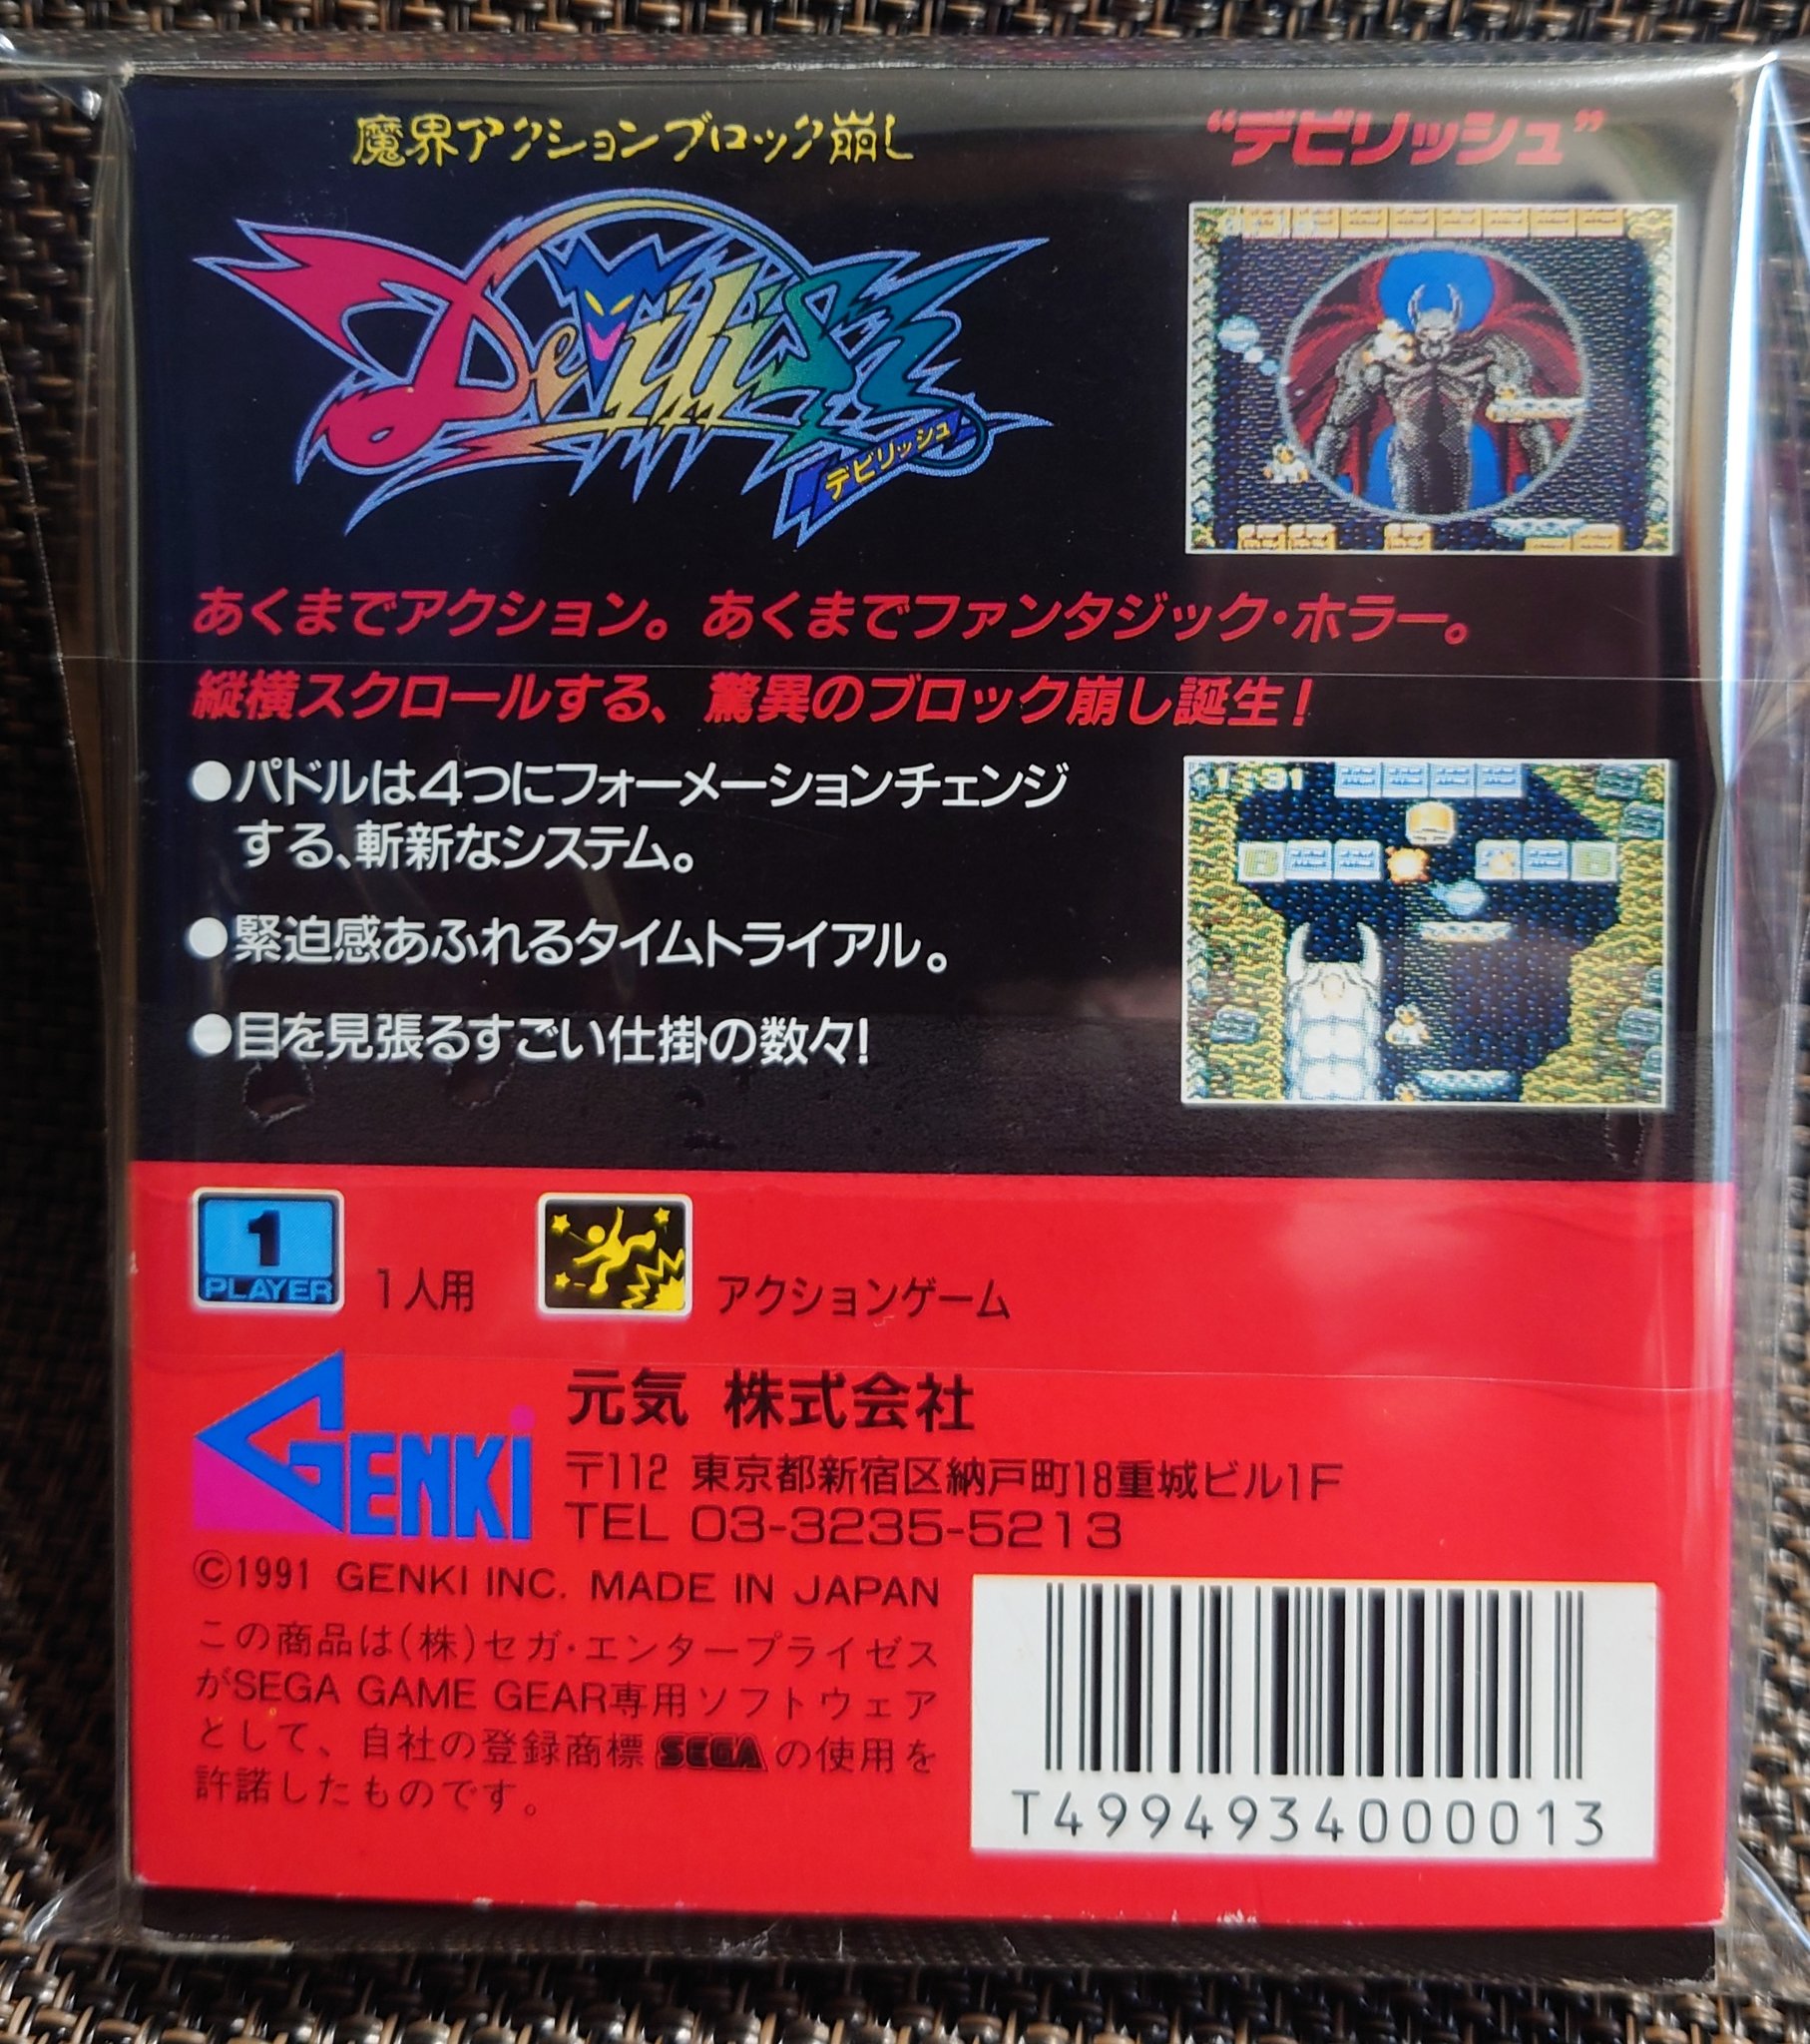 魔界アクションブロック崩し
“デビリッシュ”
Devilish
デビリッシュ
あくまでアクション。あくまでファンタジック・ホラー。
縦横スクロールする、驚異のブロック崩し誕生!
●パドルは4つにフォーメーションチェンジ
する、斬新なシステム。
1:31
B B
●緊迫感あふれるタイムトライアル。
●目を見張るすごい仕掛の数々!
1
PLAYER
1人用
アクションゲーム
GENKI
元気 株式会社
〒112 東京都新宿区納戸町18重城ビル1F
TEL 03-3235-5213
©1991 GENKI INC. MADE IN JAPAN
この商品は(株)セガ・エンタープライゼス
がSEGA GAME GEAR専用ソフトウェア
として、自社の登録商標 SEGA の使用を
許諾したものです。
T4994934000013